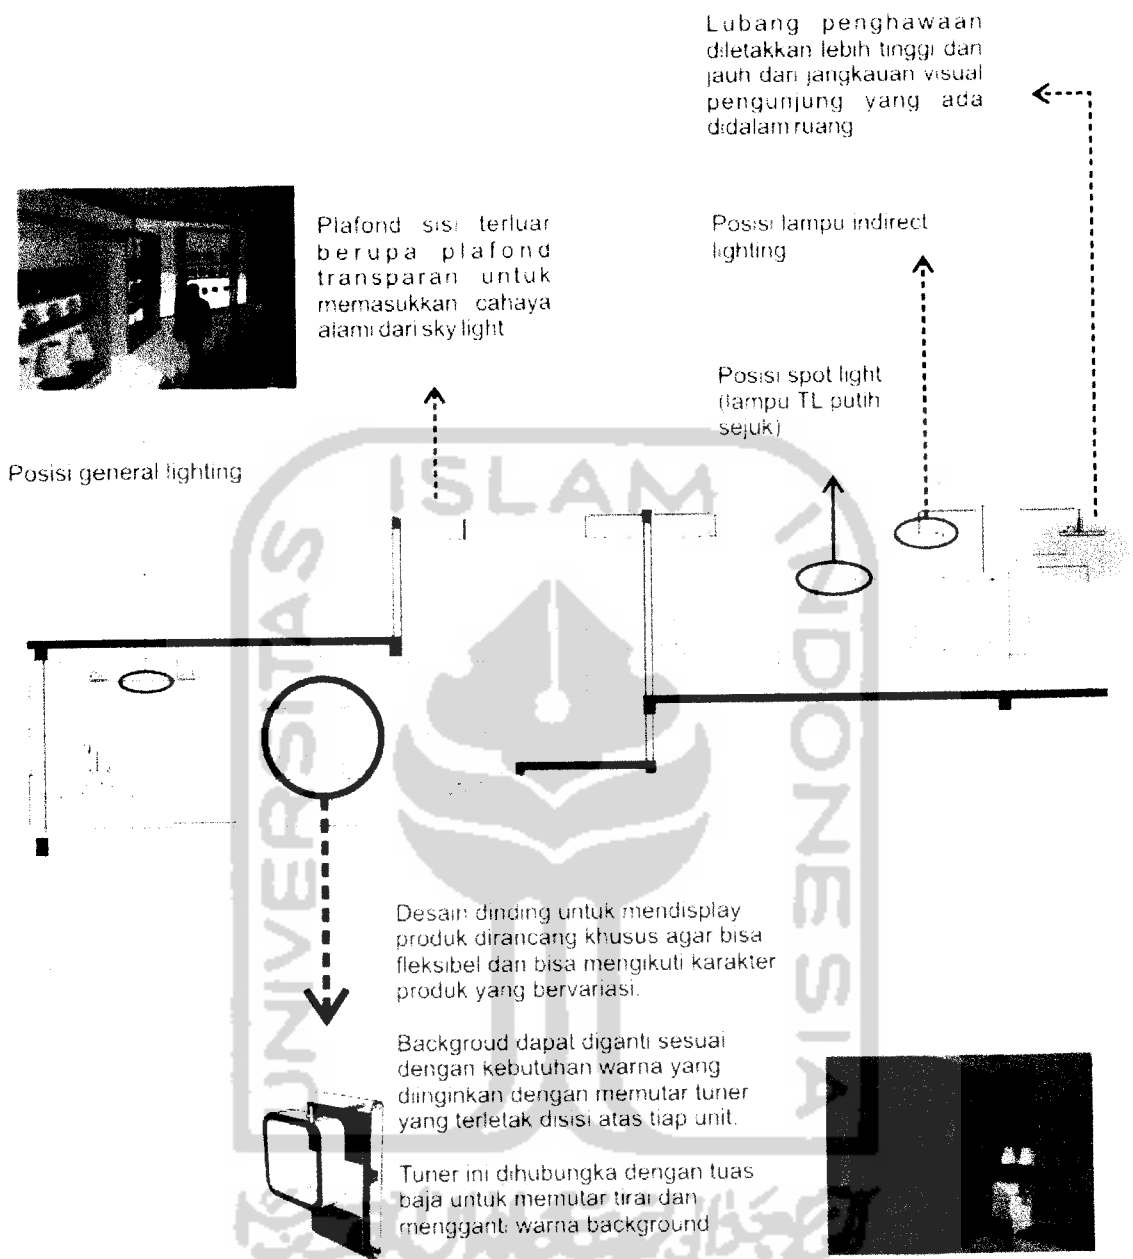 Lubang penghawaan
diletakkan lebih tinggi dan
jauh dari jangkauan visual
pengunjung yang ada
didalam ruang
Plafond sisi terluar
berupa plafond
transparan untuk
memasukkan cahaya
alami dari sky light
Posisi lampu indirect
lighting
Posisi spot light
(lampu TL putih
sejuk)
Posisi general lighting
ISLAM
UNIVERSITAS
INDONESIA
Desain dinding untuk mendisplay
produk dirancang khusus agar bisa
fleksibel dan bisa mengikuti karakter
produk yang bervariasi.
Backgroud dapat diganti sesuai
dengan kebutuhan warna yang
diinginkan dengan memutar tuner
yang terletak disisi atas tiap unit.
Tuner ini dihubungka dengan tuas
baja untuk memutar tirai dan
mengganti warna background